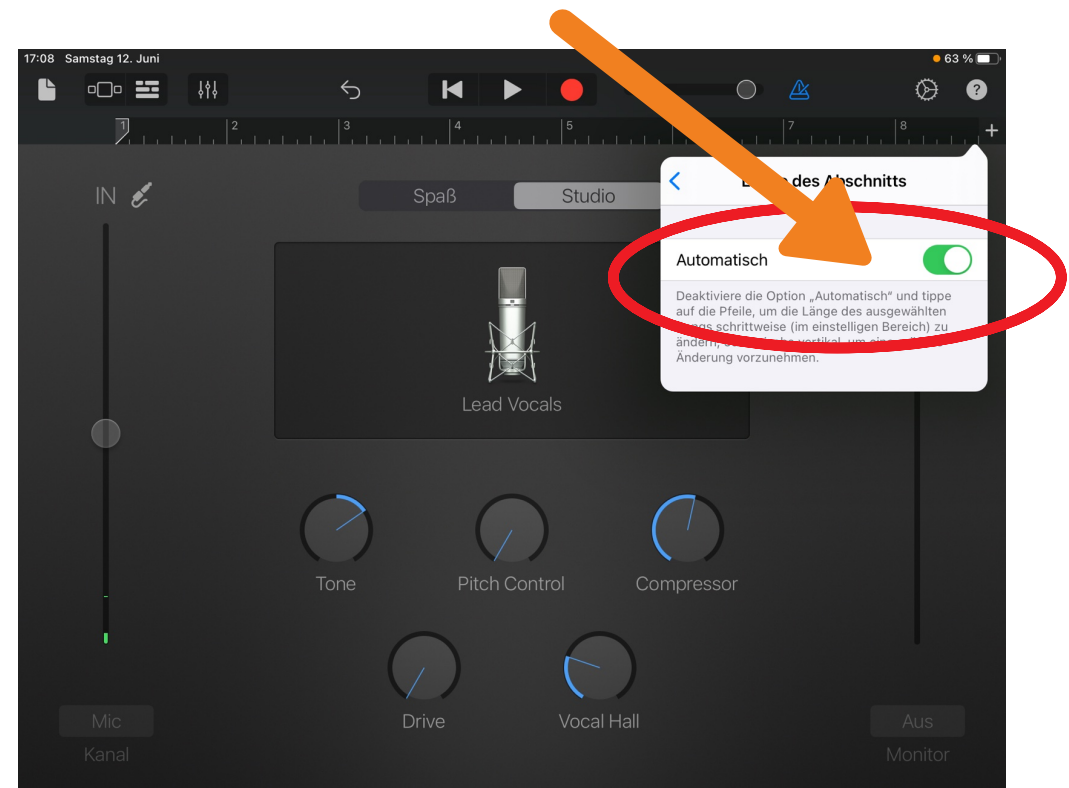 17:08 Samstag 12. Juni
63 %
1 2 3 4 5 7 8 +
?
IN
Spaß
Studio
des Abschnitts
Automatisch
Deaktiviere die Option „Automatisch“ und tippe
auf die Pfeile, um die Länge des ausgewählten
schrittweise (im einstelligen Bereich) zu
ändern, vertikal, um
Änderung vorzunehmen.
Lead Vocals
Tone
Pitch Control
Compressor
Drive
Vocal Hall
Mic
Kanal
Aus
Monitor